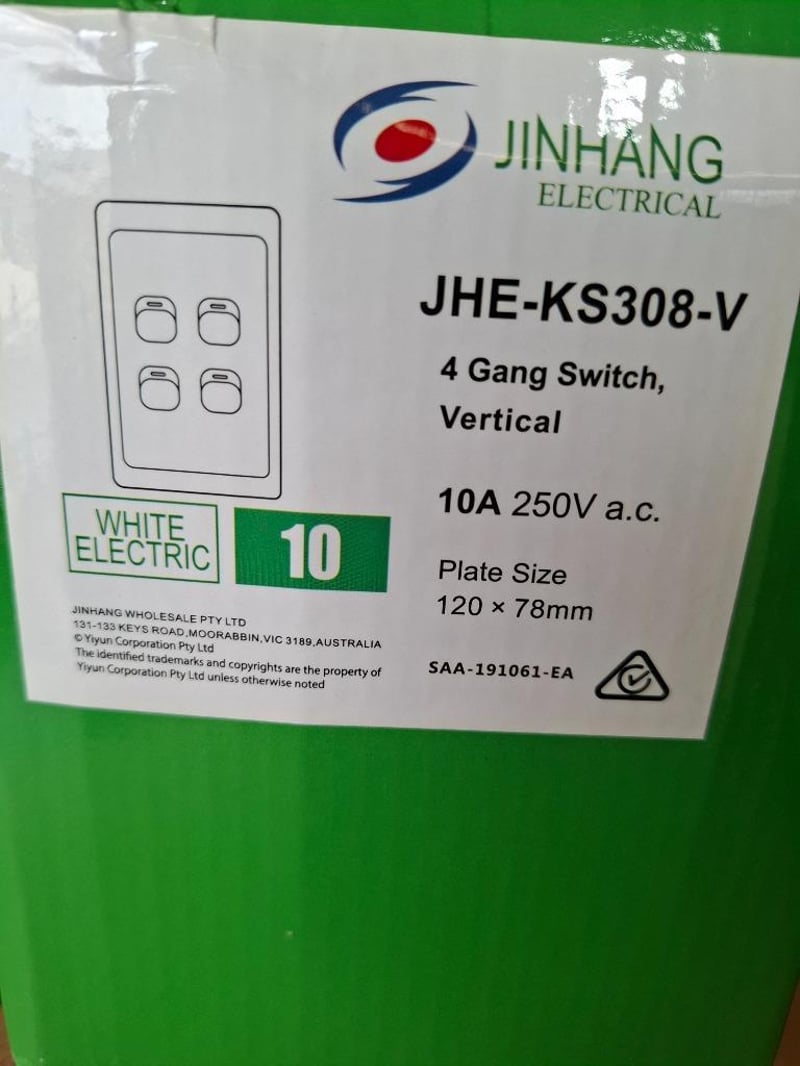 JINHANG
ELECTRICAL
JHE-KS308-V
4 Gang Switch,
Vertical
10A 250V a.c.
Plate Size
120 × 78mm
WHITE
ELECTRIC
10
JINHANG WHOLESALE PTY LTD
131-133 KEYS ROAD,MOORABBIN,VIC 3189,AUSTRALIA
© Yiyun Corporation Pty Ltd
The identified trademarks and copyrights are the property of
Yiyun Corporation Pty Ltd unless otherwise noted
SAA-191061-EA